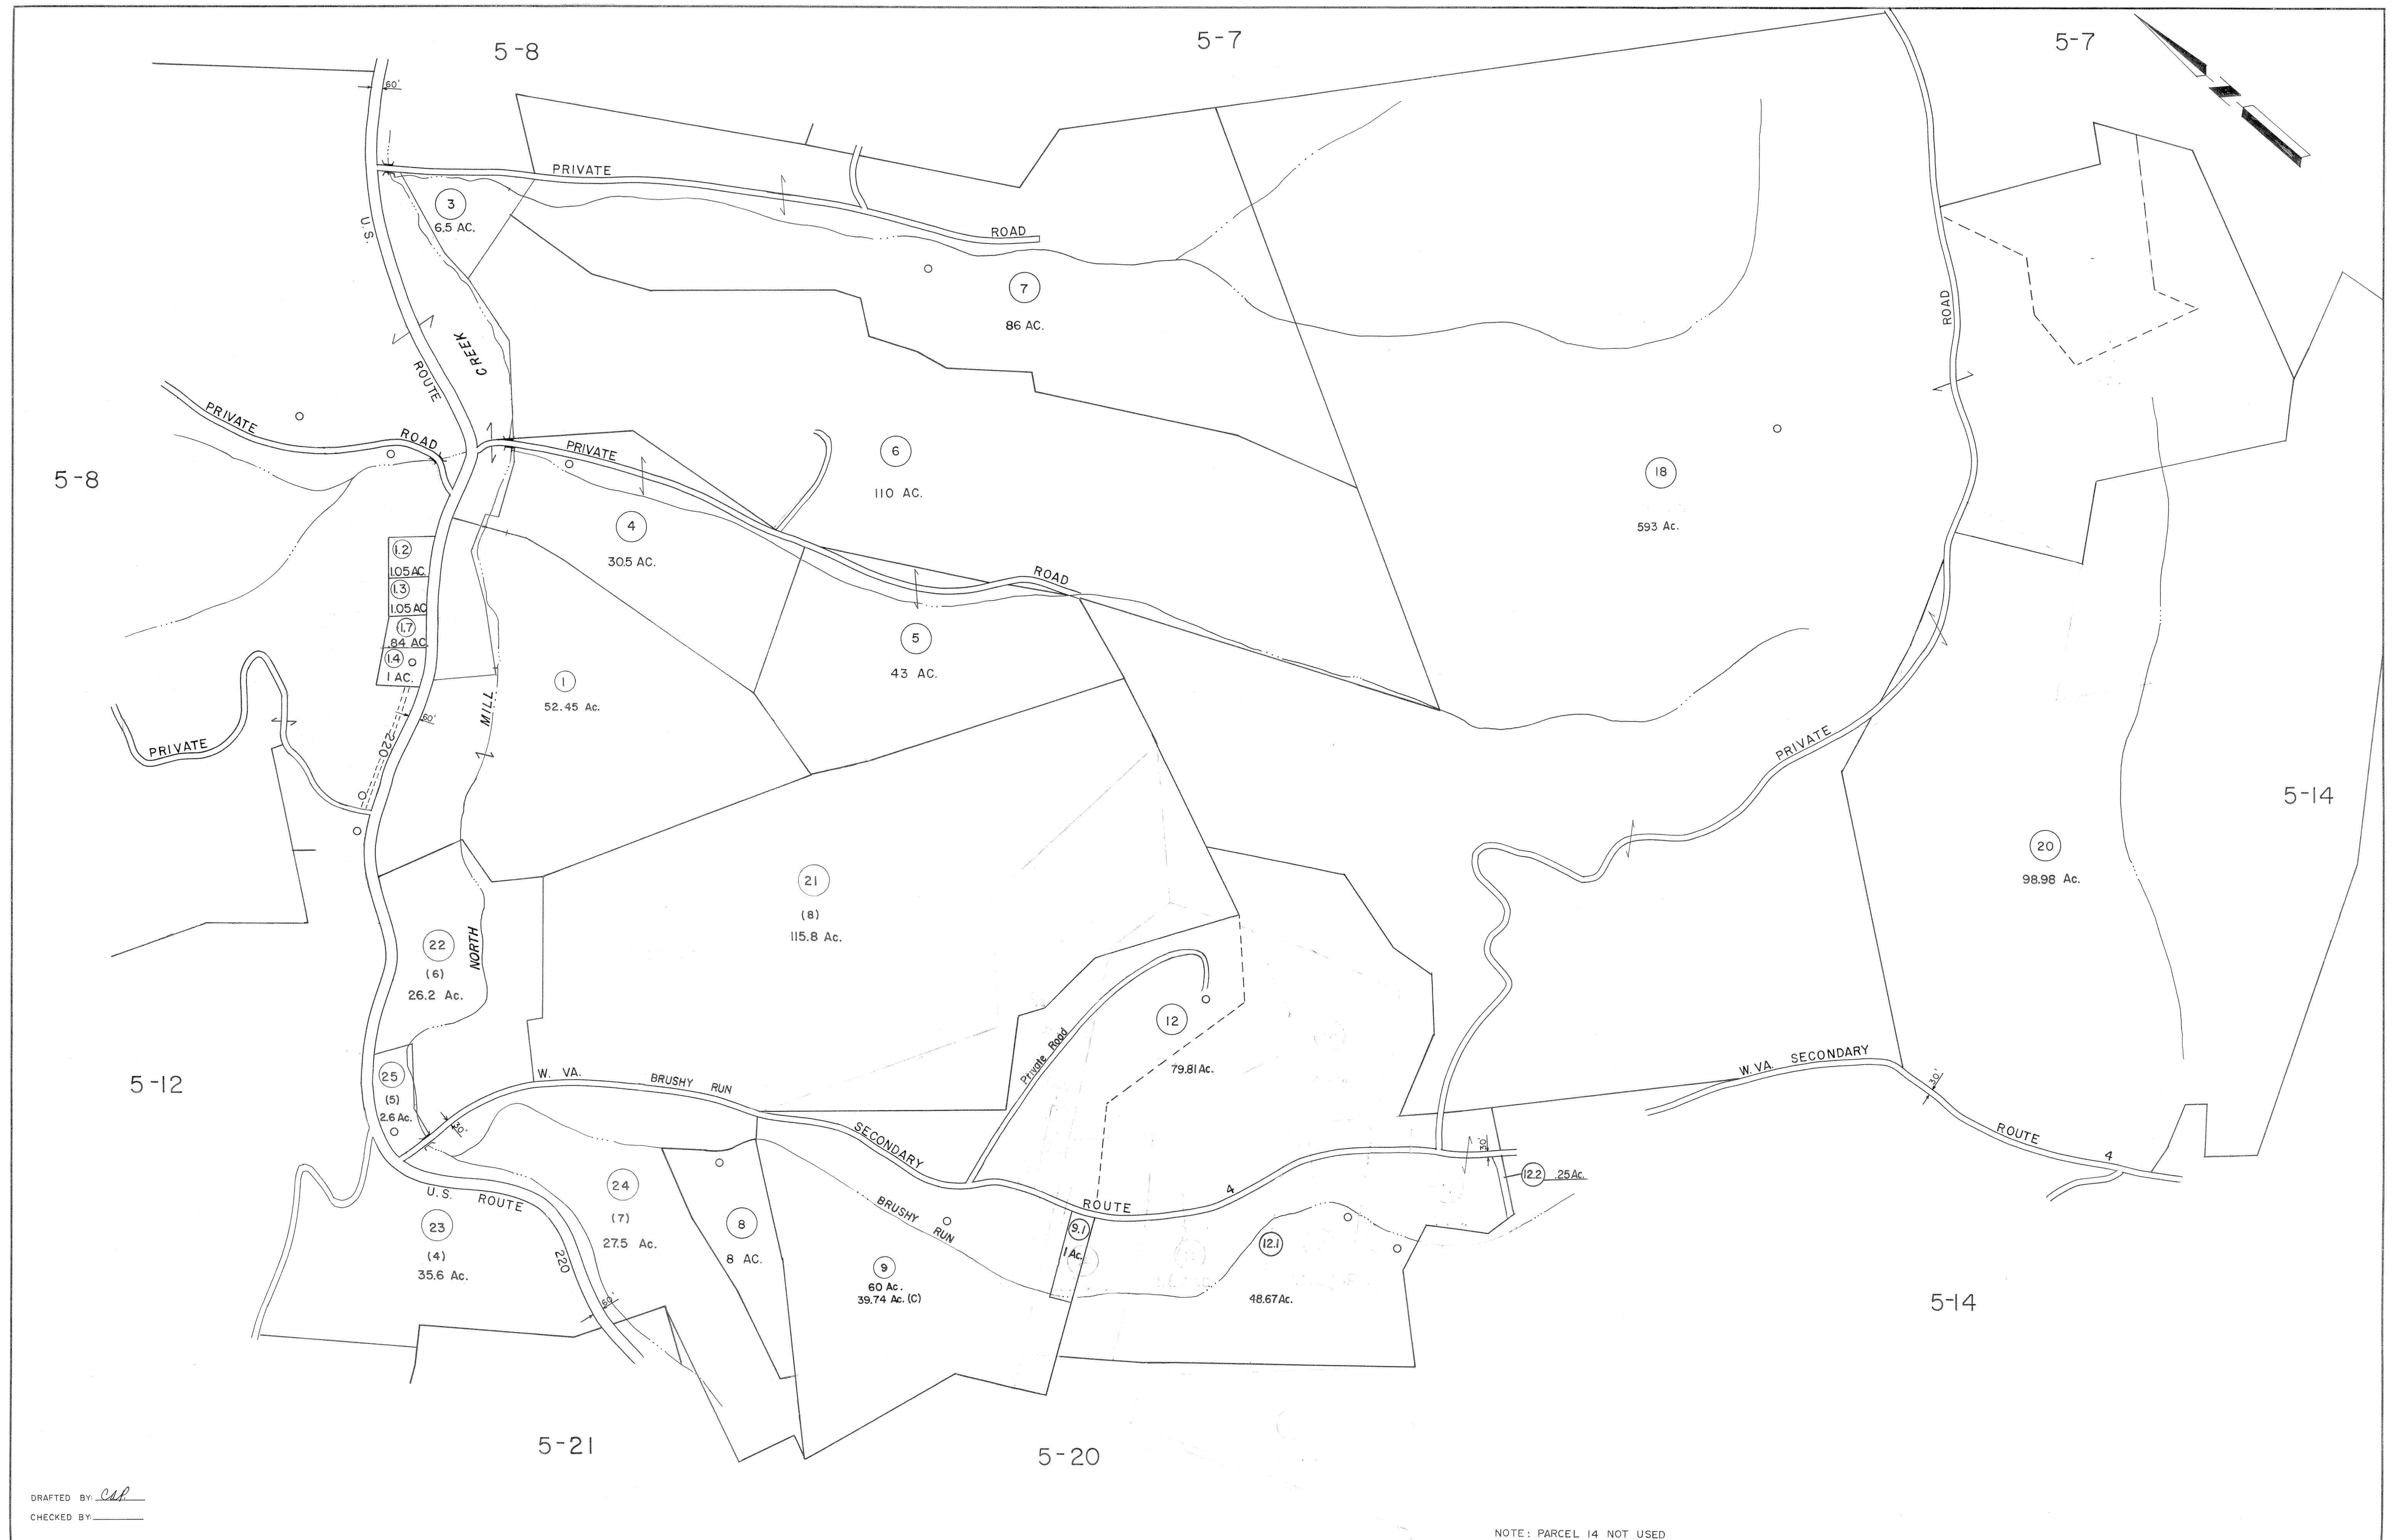 5-8
5-7
5-7
60'
PRIVATE
ROAD
3
6.5 AC.
U.S.
ROUTE
CREEK
7
86 AC.
ROAD
PRIVATE
ROAD
PRIVATE
ROAD
6
110 AC.
18
593 Ac.
5-8
4
30.5 AC.
1.2
1.05 AC.
1.3
1.05 AC
1.7
.84 AC.
1.4
1 AC.
5
43 AC.
1
52.45 Ac.
MILL
60'
220
PRIVATE
PRIVATE
5-14
20
98.98 Ac.
21
(8)
115.8 Ac.
22
(6)
26.2 Ac.
NORTH
12
79.81 Ac.
Private Road
5-12
25
(5)
2.6 Ac.
30'
W. VA.
BRUSHY RUN
SECONDARY
ROUTE
4
W. VA. SECONDARY
30'
ROUTE
4
30'
12.2 .25 Ac.
U.S. ROUTE
220
60'
23
(4)
35.6 Ac.
24
(7)
27.5 Ac.
8
8 AC.
BRUSHY RUN
9
60 Ac.
39.74 Ac. (C)
9.1
1 Ac.
12.1
48.67 Ac.
5-14
5-21
5-20
DRAFTED BY:
CHECKED BY:
NOTE: PARCEL 14 NOT USED